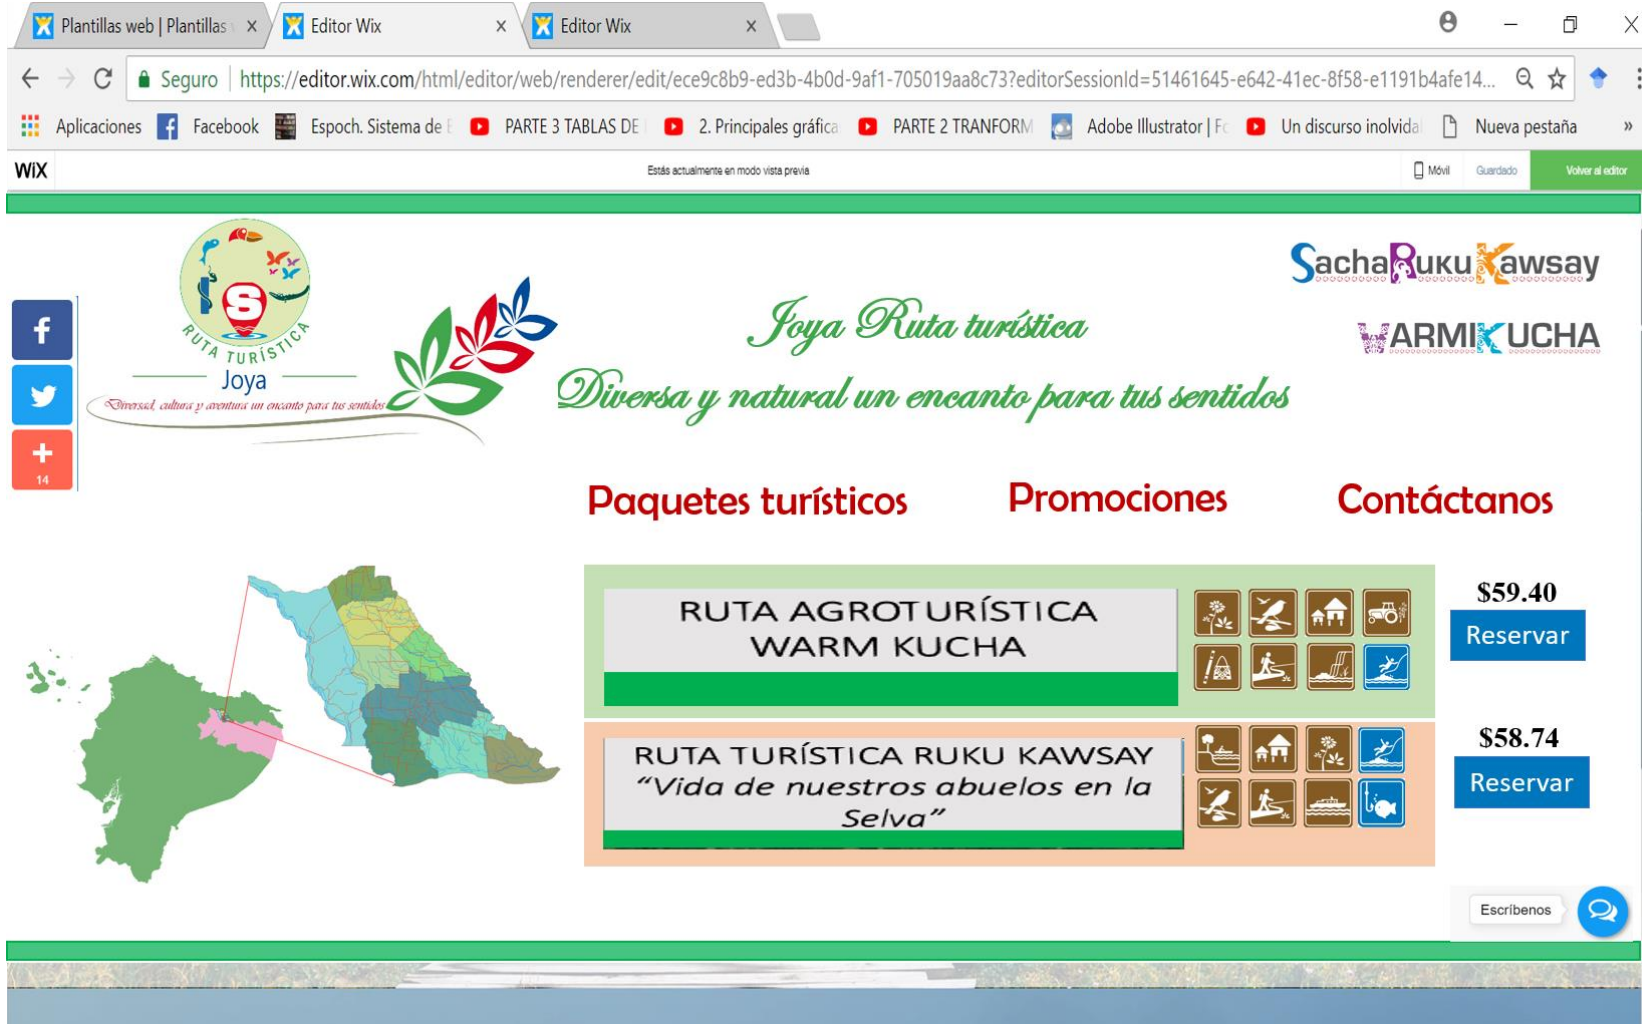 Plantillas web | Plantillas
Editor Wix
Editor Wix
Seguro
https://editor.wix.com/html/editor/web/renderer/edit/ece9c8b9-ed3b-4b0d-9af1-705019aa8c73?editorSessionId=51461645-e642-41ec-8f58-e1191b4afe14...
Aplicaciones
Facebook
Espoch. Sistema de
PARTE 3 TABLAS DE
2. Principales gráfica
PARTE 2 TRANFORM
Adobe Illustrator |
Un discurso inolvida
Nueva pestaña
»
WiX
Estás actualmente en modo vista previa
Móvil
Guardado
Volver al editor
S
RUTA TURÍSTICA
Joya
Diversad, cultura y aventura un encanto para tus sentidos
Joya Ruta turística
Diversa y natural un encanto para tus sentidos
SachaRukuKawsay
WARMIKUCHA
14
Paquetes turísticos
Promociones
Contáctanos
RUTA AGROTURÍSTICA
WARM KUCHA
$59.40
Reservar
RUTA TURÍSTICA RUKU KAWSAY
“Vida de nuestros abuelos en la
Selva”
$58.74
Reservar
Escríbenos